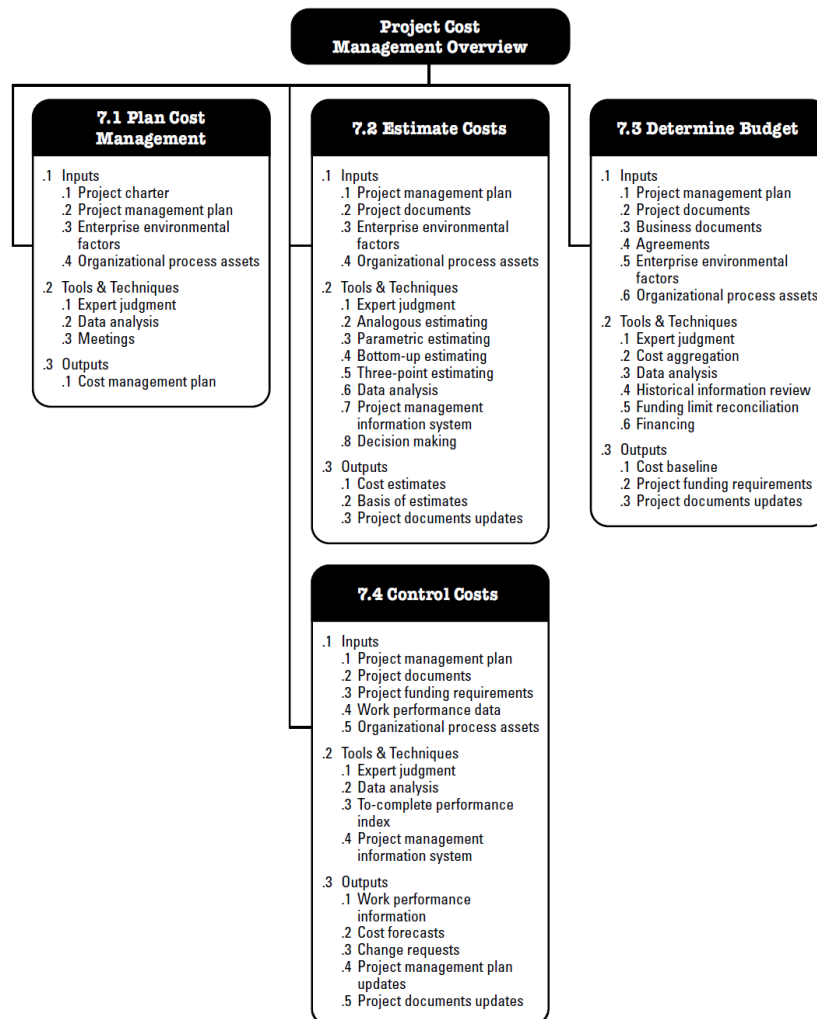 Project Cost
Management Overview
7.1 Plan Cost
Management
.1 Inputs
.1 Project charter
.2 Project management plan
.3 Enterprise environmental
factors
.4 Organizational process assets
.2 Tools & Techniques
.1 Expert judgment
.2 Data analysis
.3 Meetings
.3 Outputs
.1 Cost management plan
7.2 Estimate Costs
.1 Inputs
.1 Project management plan
.2 Project documents
.3 Enterprise environmental
factors
.4 Organizational process assets
.2 Tools & Techniques
.1 Expert judgment
.2 Analogous estimating
.3 Parametric estimating
.4 Bottom-up estimating
.5 Three-point estimating
.6 Data analysis
.7 Project management
information system
.8 Decision making
.3 Outputs
.1 Cost estimates
.2 Basis of estimates
.3 Project documents updates
7.3 Determine Budget
.1 Inputs
.1 Project management plan
.2 Project documents
.3 Business documents
.4 Agreements
.5 Enterprise environmental
factors
.6 Organizational process assets
.2 Tools & Techniques
.1 Expert judgment
.2 Cost aggregation
.3 Data analysis
.4 Historical information review
.5 Funding limit reconciliation
.6 Financing
.3 Outputs
.1 Cost baseline
.2 Project funding requirements
.3 Project documents updates
7.4 Control Costs
.1 Inputs
.1 Project management plan
.2 Project documents
.3 Project funding requirements
.4 Work performance data
.5 Organizational process assets
.2 Tools & Techniques
.1 Expert judgment
.2 Data analysis
.3 To-complete performance
index
.4 Project management
information system
.3 Outputs
.1 Work performance
information
.2 Cost forecasts
.3 Change requests
.4 Project management plan
updates
.5 Project documents updates